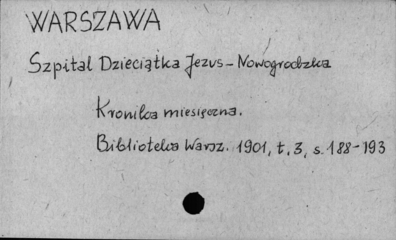 WARSZAWA
Szpital Dzieciątka Jezus - Nowogrodzka
Kronika miesięczna.
Biblioteka Warsz. 1901, t. 3, s. 188-193